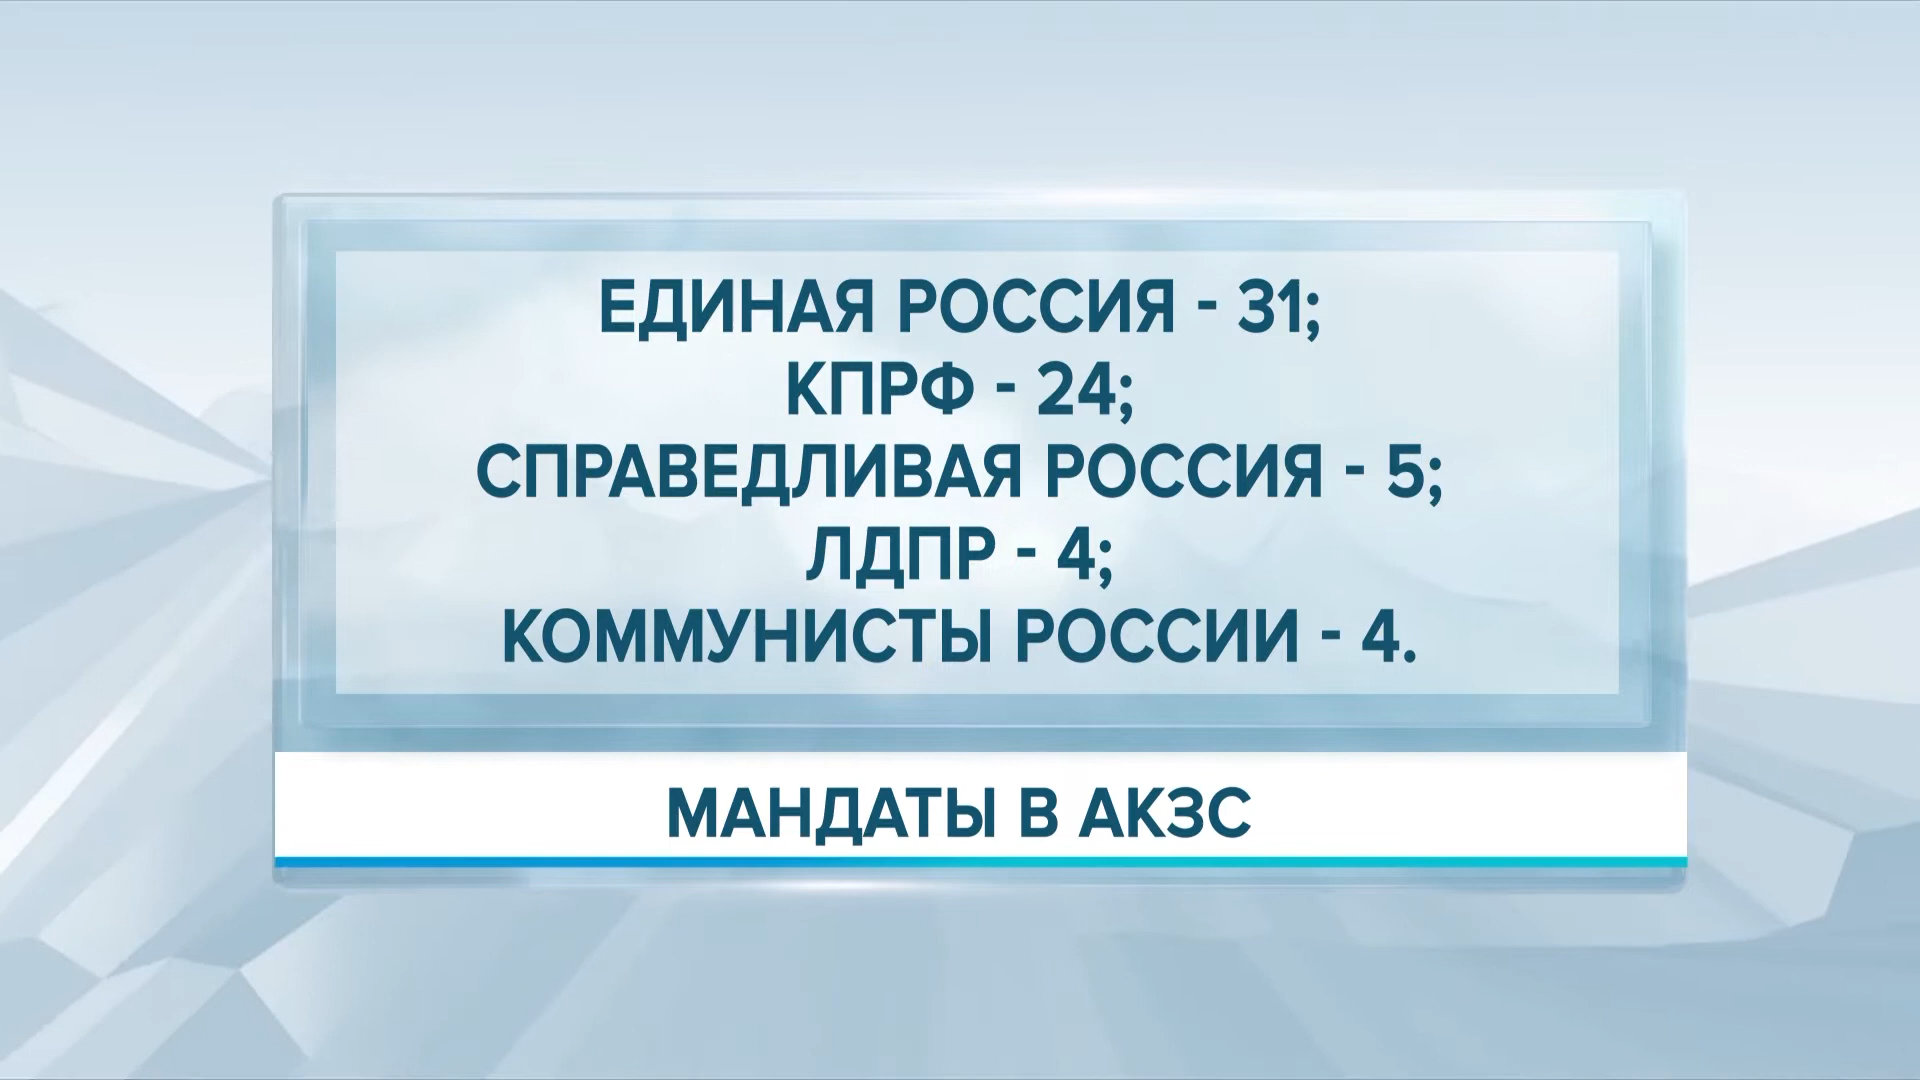 ЕДИНАЯ РОССИЯ - 31;
КПРФ - 24;
СПРАВЕДЛИВАЯ РОССИЯ - 5;
ЛДПР - 4;
КОММУНИСТЫ РОССИИ - 4.
МАНДАТЫ В АКЗС